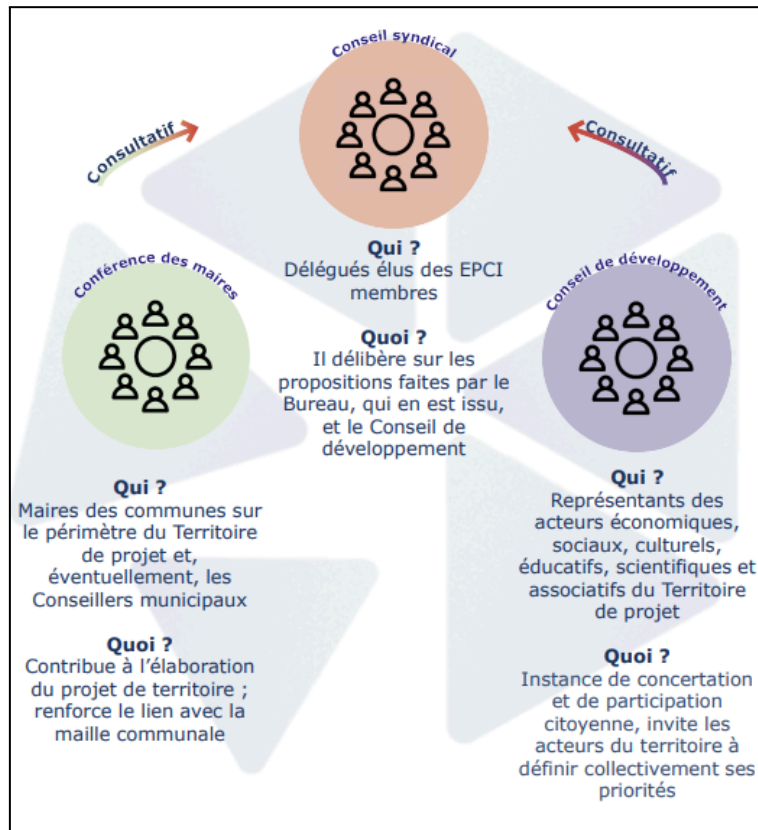 Conseil syndical
Consultatif
Consultatif
Qui ?
Délégués élus des EPCI
membres
Quoi ?
Il délibère sur les
propositions faites par le
Bureau, qui en est issu,
et le Conseil de
développement
Conférence des maires
Qui ?
Maires des communes sur
le périmètre du Territoire
de projet et,
éventuellement, les
Conseillers municipaux
Quoi ?
Contribue à l’élaboration
du projet de territoire ;
renforce le lien avec la
maille communale
Conseil de développement
Qui ?
Représentants des
acteurs économiques,
sociaux, culturels,
éducatifs, scientifiques et
associatifs du Territoire
de projet
Quoi ?
Instance de concertation
et de participation
citoyenne, invite les
acteurs du territoire à
définir collectivement ses
priorités